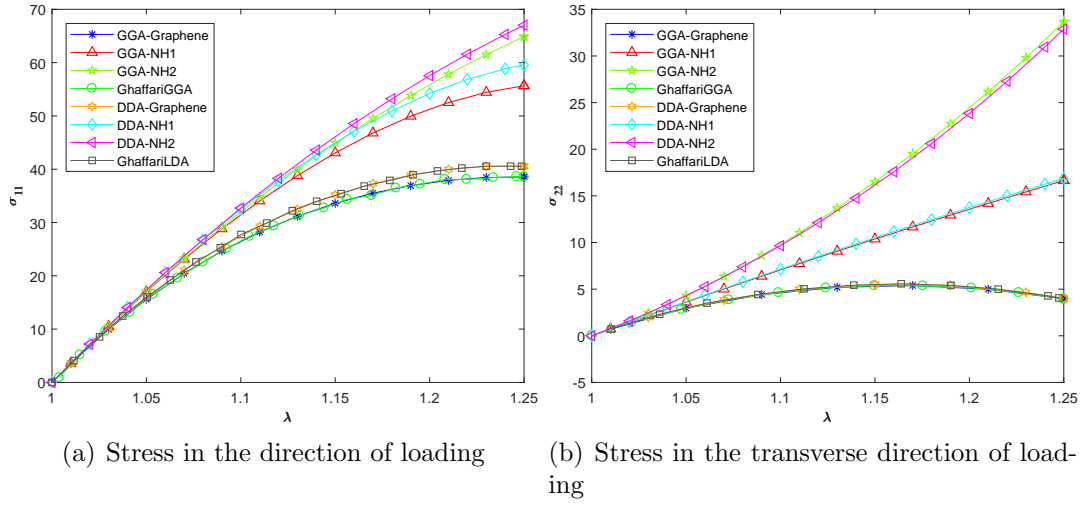 70
60
50
40
30
20
10
0
σ11
GGA-Graphene
GGA-NH1
GGA-NH2
GhaffariGGA
DDA-Graphene
DDA-NH1
DDA-NH2
GhaffariLDA
1 1.05 1.1 1.15 1.2 1.25
λ
(a) Stress in the direction of loading
35
30
25
20
15
10
5
0
-5
σ22
GGA-Graphene
GGA-NH1
GGA-NH2
GhaffariGGA
DDA-Graphene
DDA-NH1
DDA-NH2
GhaffariLDA
1 1.05 1.1 1.15 1.2 1.25
λ
(b) Stress in the transverse direction of load-
ing